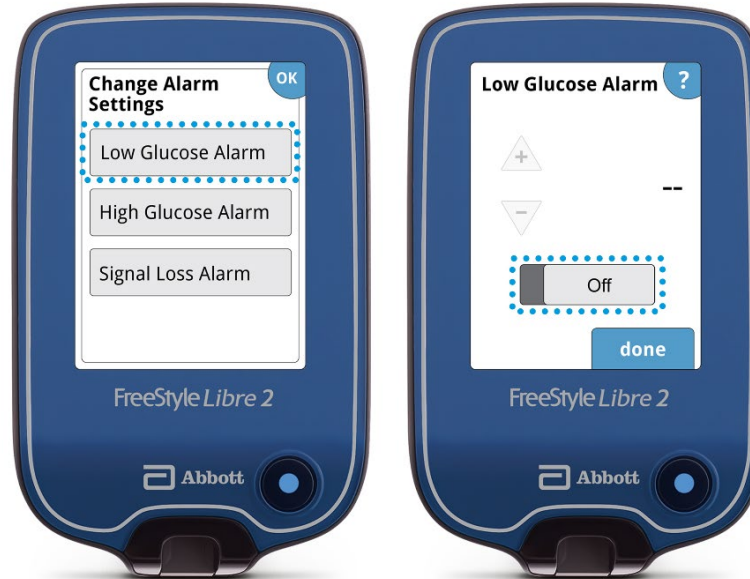 Change Alarm
Settings
OK
Low Glucose Alarm
High Glucose Alarm
Signal Loss Alarm
FreeStyle Libre 2
Abbott
Low Glucose Alarm
?
+
--
−
Off
done
FreeStyle Libre 2
Abbott